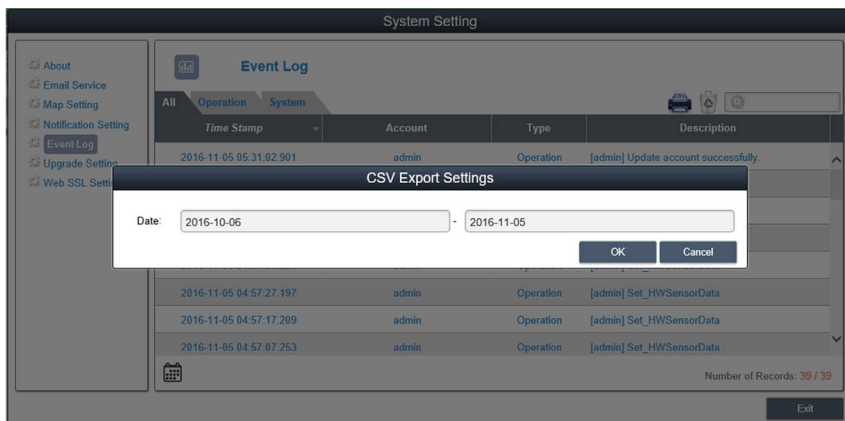 System Setting
About
Email Service
Map Setting
Notification Setting
Event Log
Upgrade Setting
Web SSL Setti
Event Log
All Operation System
CSV
Time Stamp Account Type Description
2016-11-05 05:31:02.901 admin Operation [admin] Update account successfully.
CSV Export Settings
Date: 2016-10-06 - 2016-11-05
OK Cancel
2016-11-05 04:57:27.197 admin Operation [admin] Set_HWSensorData
2016-11-05 04:57:17.209 admin Operation [admin] Set_HWSensorData
2016-11-05 04:57:07.253 admin Operation [admin] Set_HWSensorData
Number of Records: 39 / 39
Exit